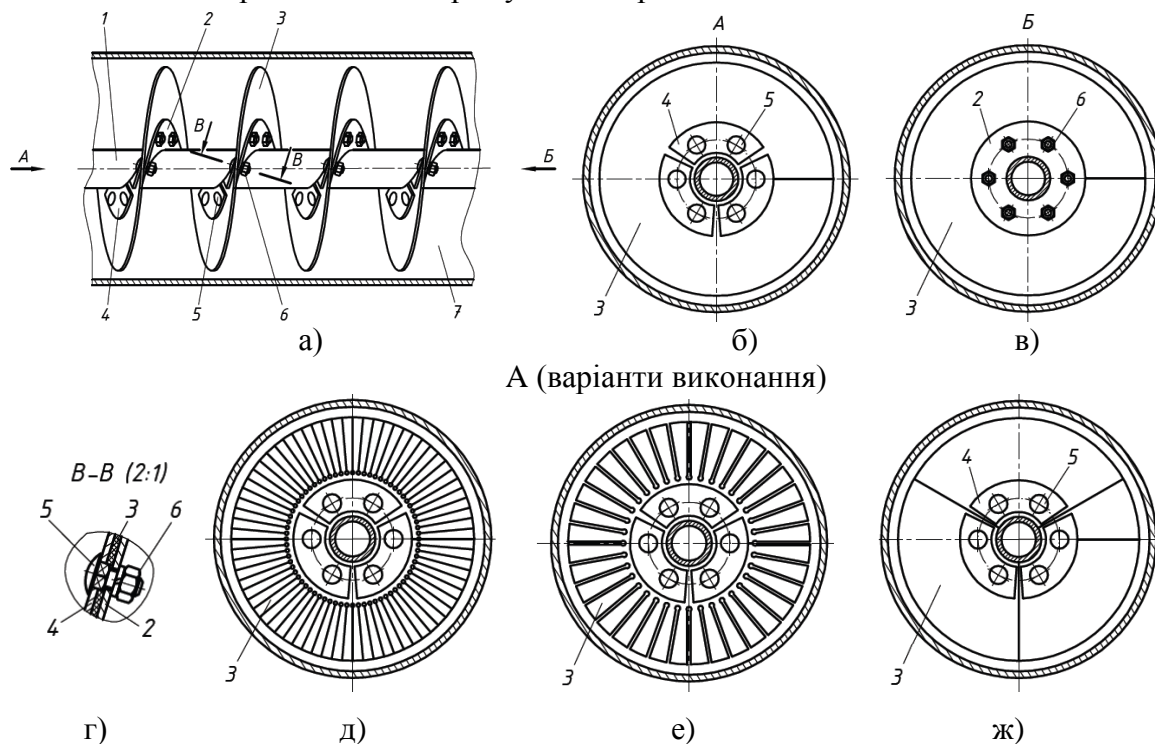 1 2 3 A Б
В
В 4 5 2 6
А Б
3 3
4 5 6 7
а) б) в)
А (варіанти виконання)
В-В (2:1)
5 3 6 4 5
4 2 3 3 3
г) д) е) ж)